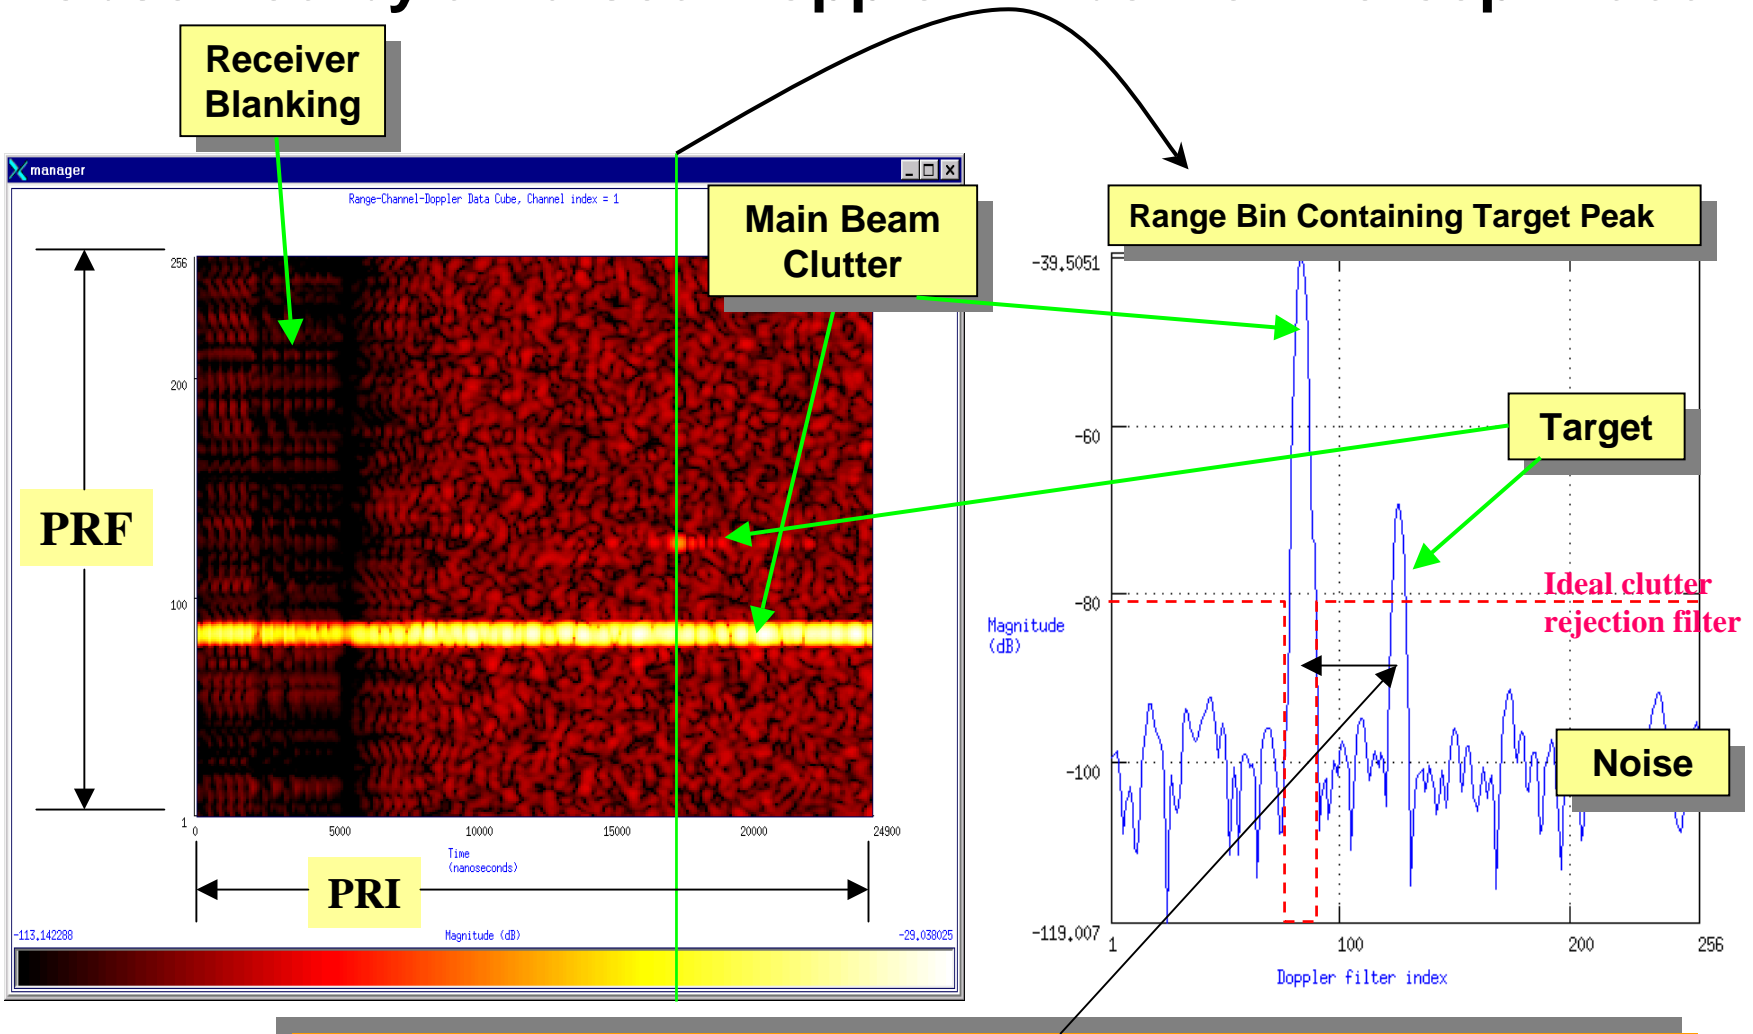 Receiver
Blanking
manager
Range-Channel-Doppler Data Cube, Channel index = 1
Main Beam
Clutter
Range Bin Containing Target Peak
-39.5051
256
200
100
1
PRF
-60
Target
-80
Ideal clutter
rejection filter
Magnitude
(dB)
-100
Noise
-119.007
1
100
200
256
Doppler filter index
0
5000
10000
15000
20000
24900
Time
(nanoseconds)
PRI
-113.142288
Magnitude (dB)
-29.038025